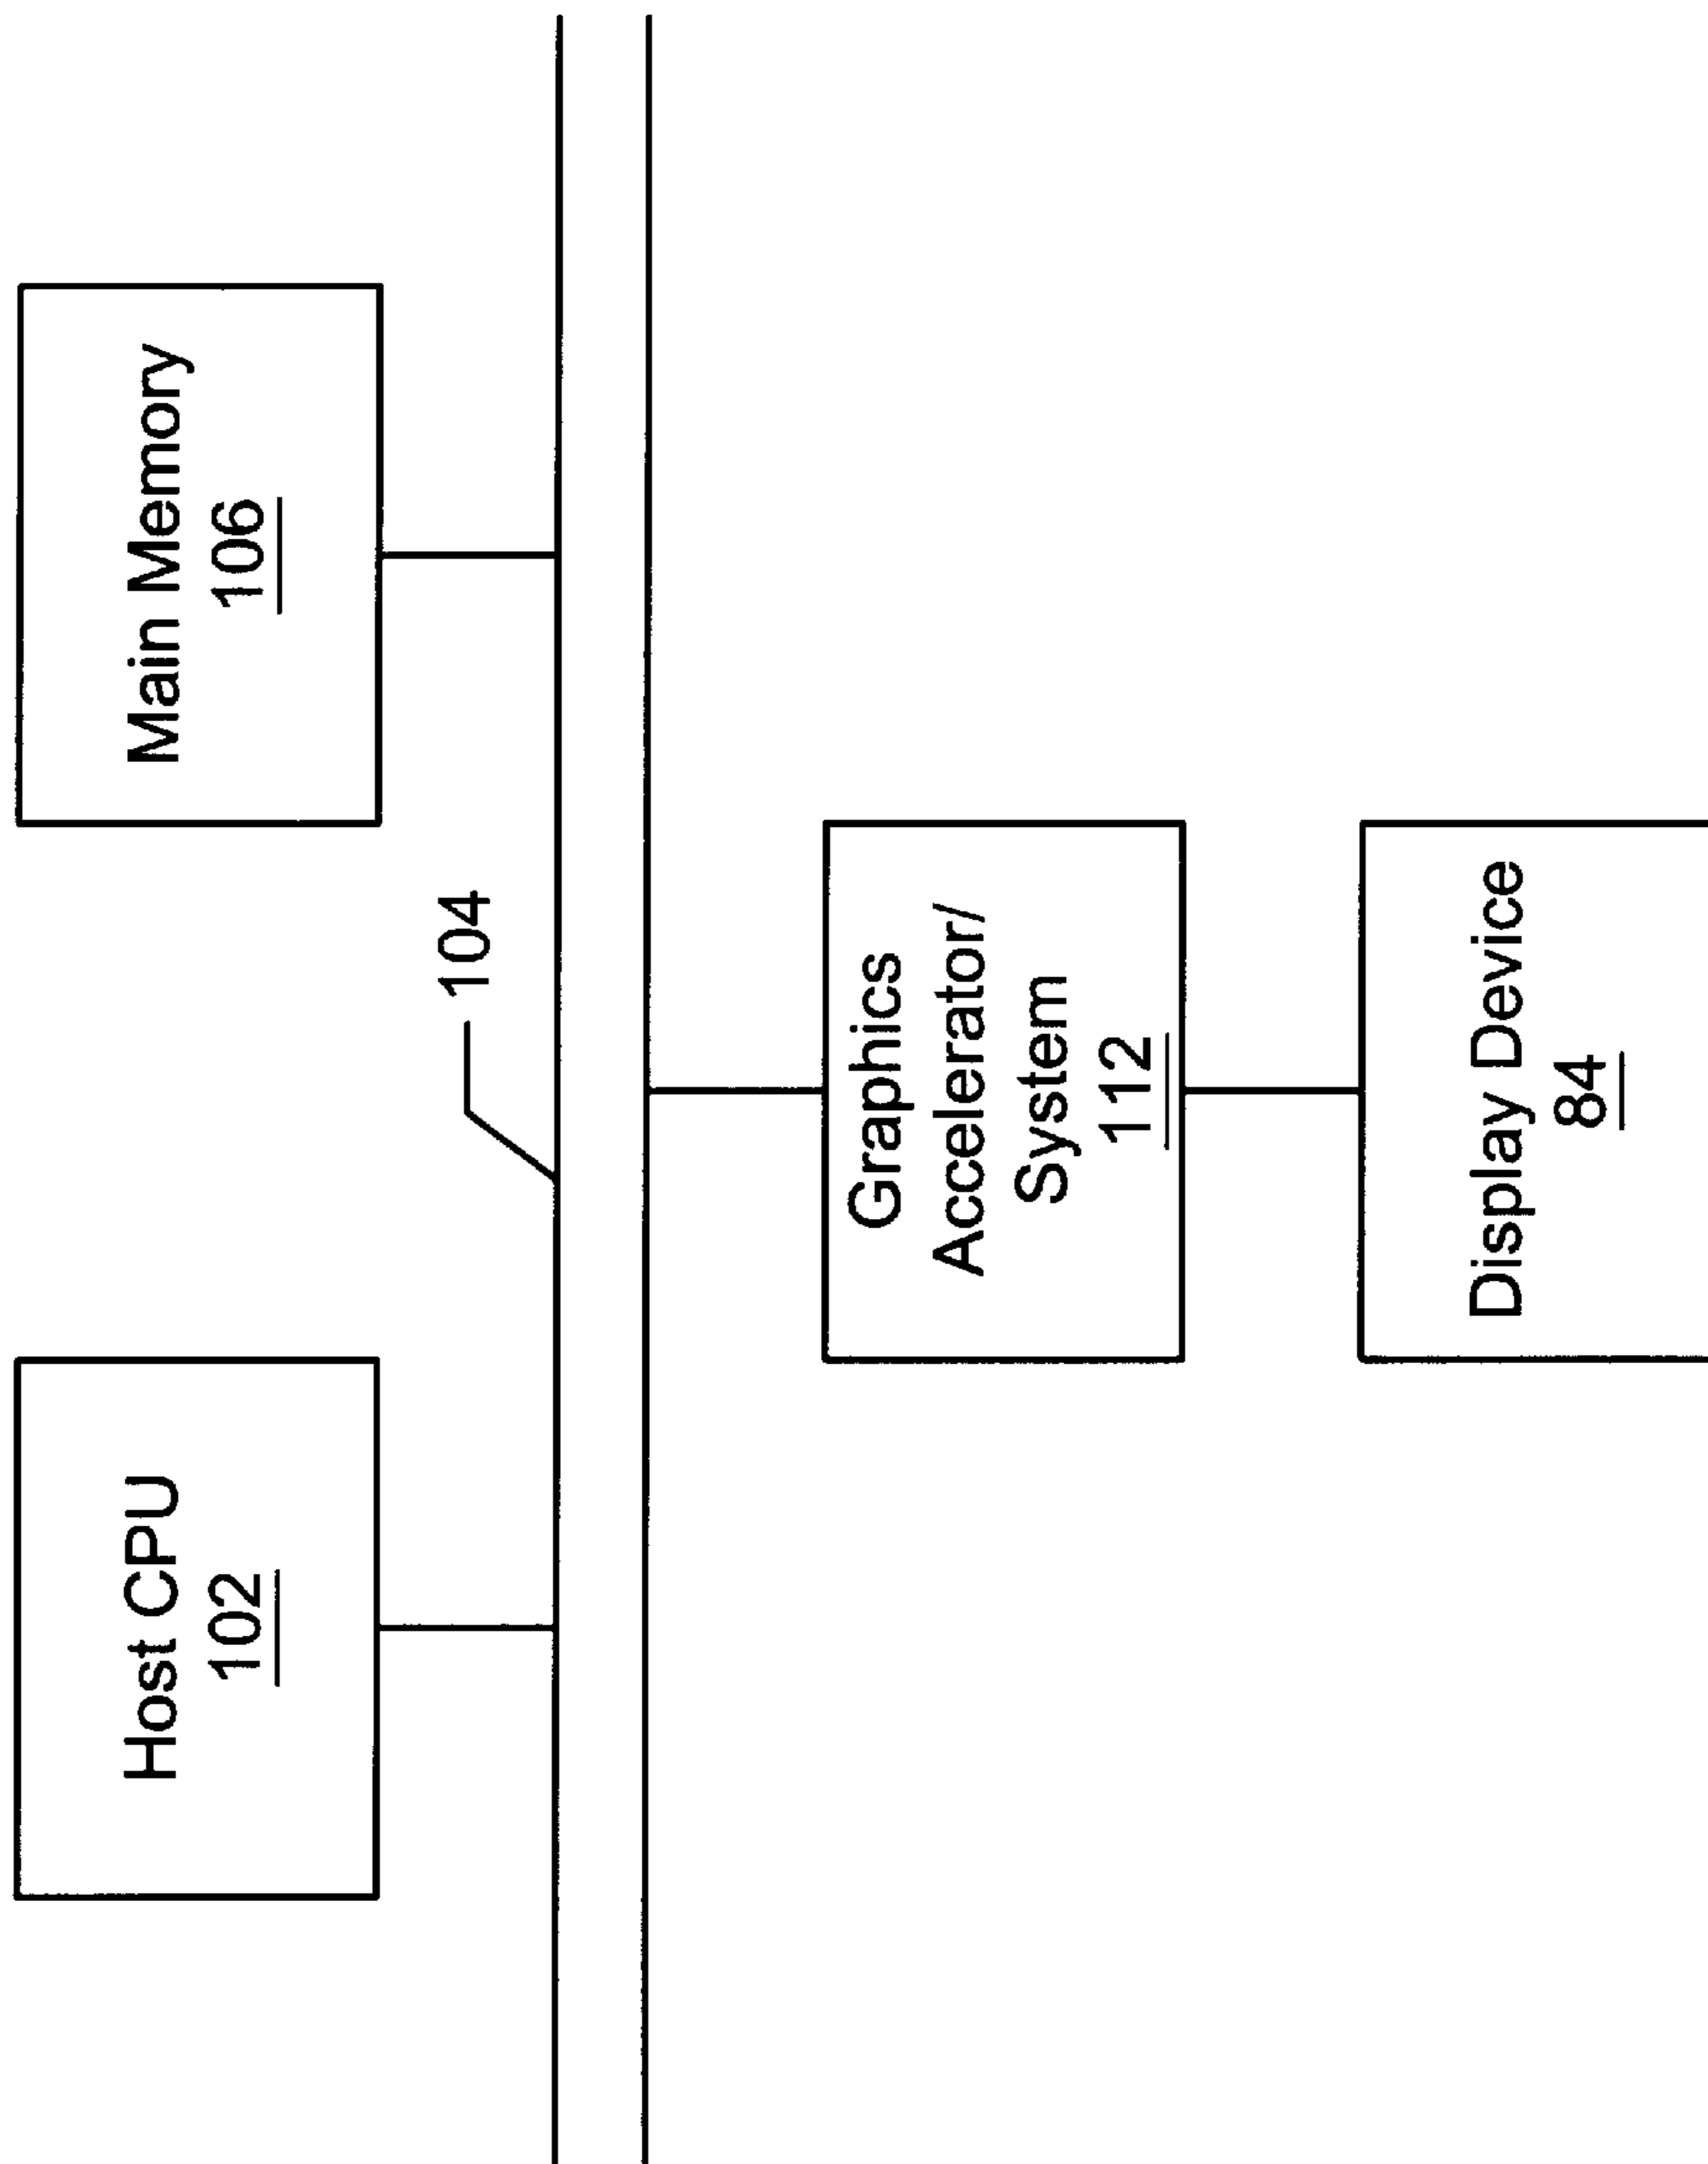 Host CPU
102
Main Memory
106
104
Graphics
Accelerator/
System
112
Display Device
84